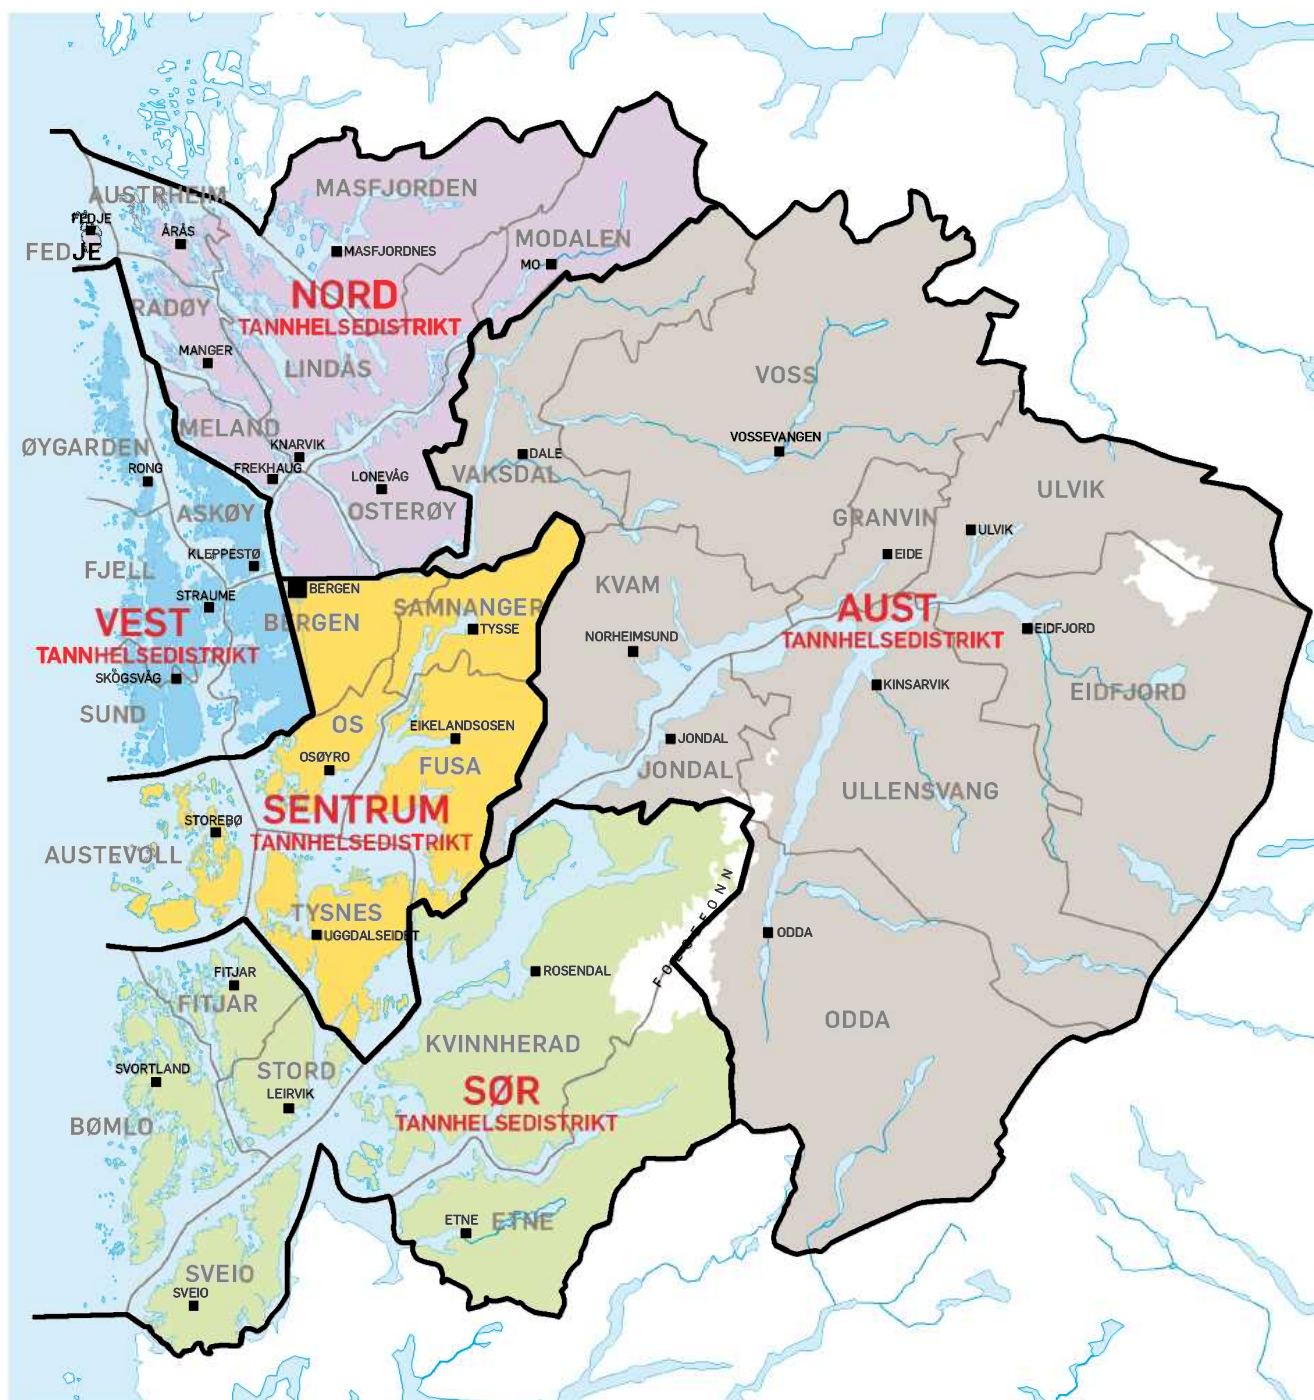 MASFJORDEN
AUSTRHEIM
FEDJE
ÅRÅS
FEDJE
MASFJORDNES
MODALEN
MO
NORD
TANNHELSEDISTRIKT
RADØY
MANGER
LINDÅS
VOSS
MELAND
KNARVIK
ØYGARDEN
RONG
FREKHAUG
LONEVÅG
DALE
VAKSDAL
VOSSEVANGEN
ULVIK
ASKØY
OSTERØY
GRANVIN
ULVIK
KLEPPESTØ
EIDE
FJELL
BERGEN
KVAM
STRAUME
BERGEN
SAMNANGER
TYSSE
AUST
TANNHELSEDISTRIKT
EIDFJORD
VEST
TANNHELSEDISTRIKT
NORHEIMSUND
SKOGSVÅG
KINSARVIK
EIDFJORD
SUND
OS
EIKELANDSOSEN
JONDAL
OSØYRO
FUSA
JONDAL
ULLENSVANG
SENTRUM
TANNHELSEDISTRIKT
STOREBØ
AUSTEVOLL
FOLGEFONN
TYSNES
UGGDALSEIDET
ODDA
FITJAR
FITJAR
ROSENDAL
ODDA
KVINNHERAD
SVORTLAND
STORD
LEIRVIK
SØR
TANNHELSEDISTRIKT
BØMLO
ETNE
ETNE
SVEIO
SVEIO